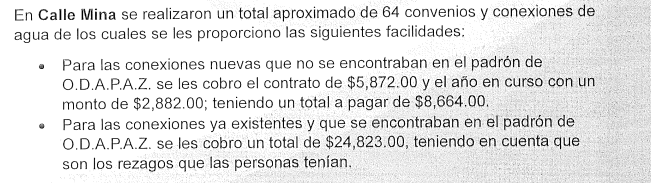 En Calle Mina se realizaron un total aproximado de 64 convenios y conexiones de
agua de los cuales se les proporciono las siguientes facilidades:
• Para las conexiones nuevas que no se encontraban en el padrón de
O.D.A.P.A.Z. se les cobro el contrato de $5,872.00 y el año en curso con un
monto de $2,882.00; teniendo un total a pagar de $8,664.00.
• Para las conexiones ya existentes y que se encontraban en el padrón de
O.D.A.P.A.Z. se les cobro un total de $24,823.00, teniendo en cuenta que
son los rezagos que las personas tenían.